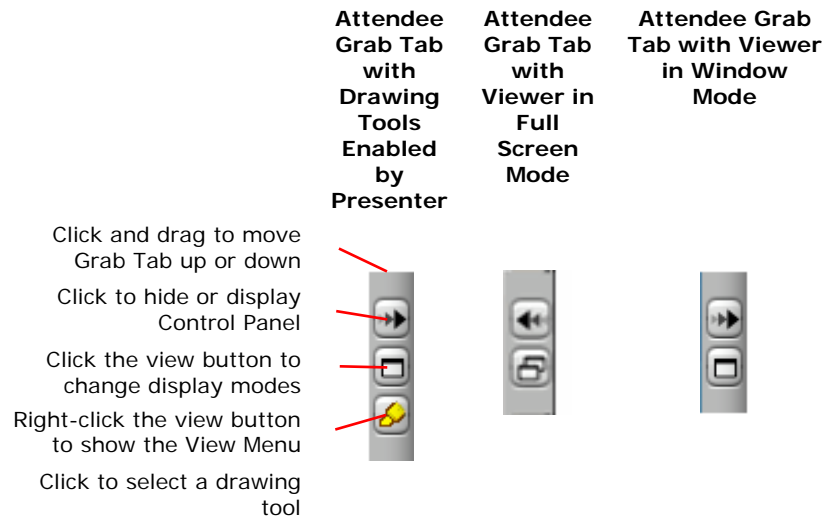 Attendee
Grab Tab
with
Drawing
Tools
Enabled
by
Presenter
Attendee
Grab Tab
with
Viewer in
Full
Screen
Mode
Attendee Grab
Tab with Viewer
in Window
Mode
Click and drag to move
Grab Tab up or down
Click to hide or display
Control Panel
Click the view button to
change display modes
Right-click the view button
to show the View Menu
Click to select a drawing
tool